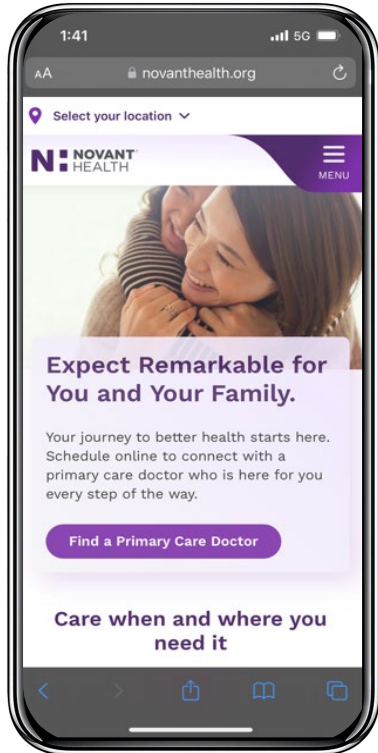 1:41
5G
AA
novanthealth.org
Select your location
NOVANT
HEALTH
MENU
Expect Remarkable for
You and Your Family.
Your journey to better health starts here.
Schedule online to connect with a
primary care doctor who is here for you
every step of the way.
Find a Primary Care Doctor
Care when and where you
need it